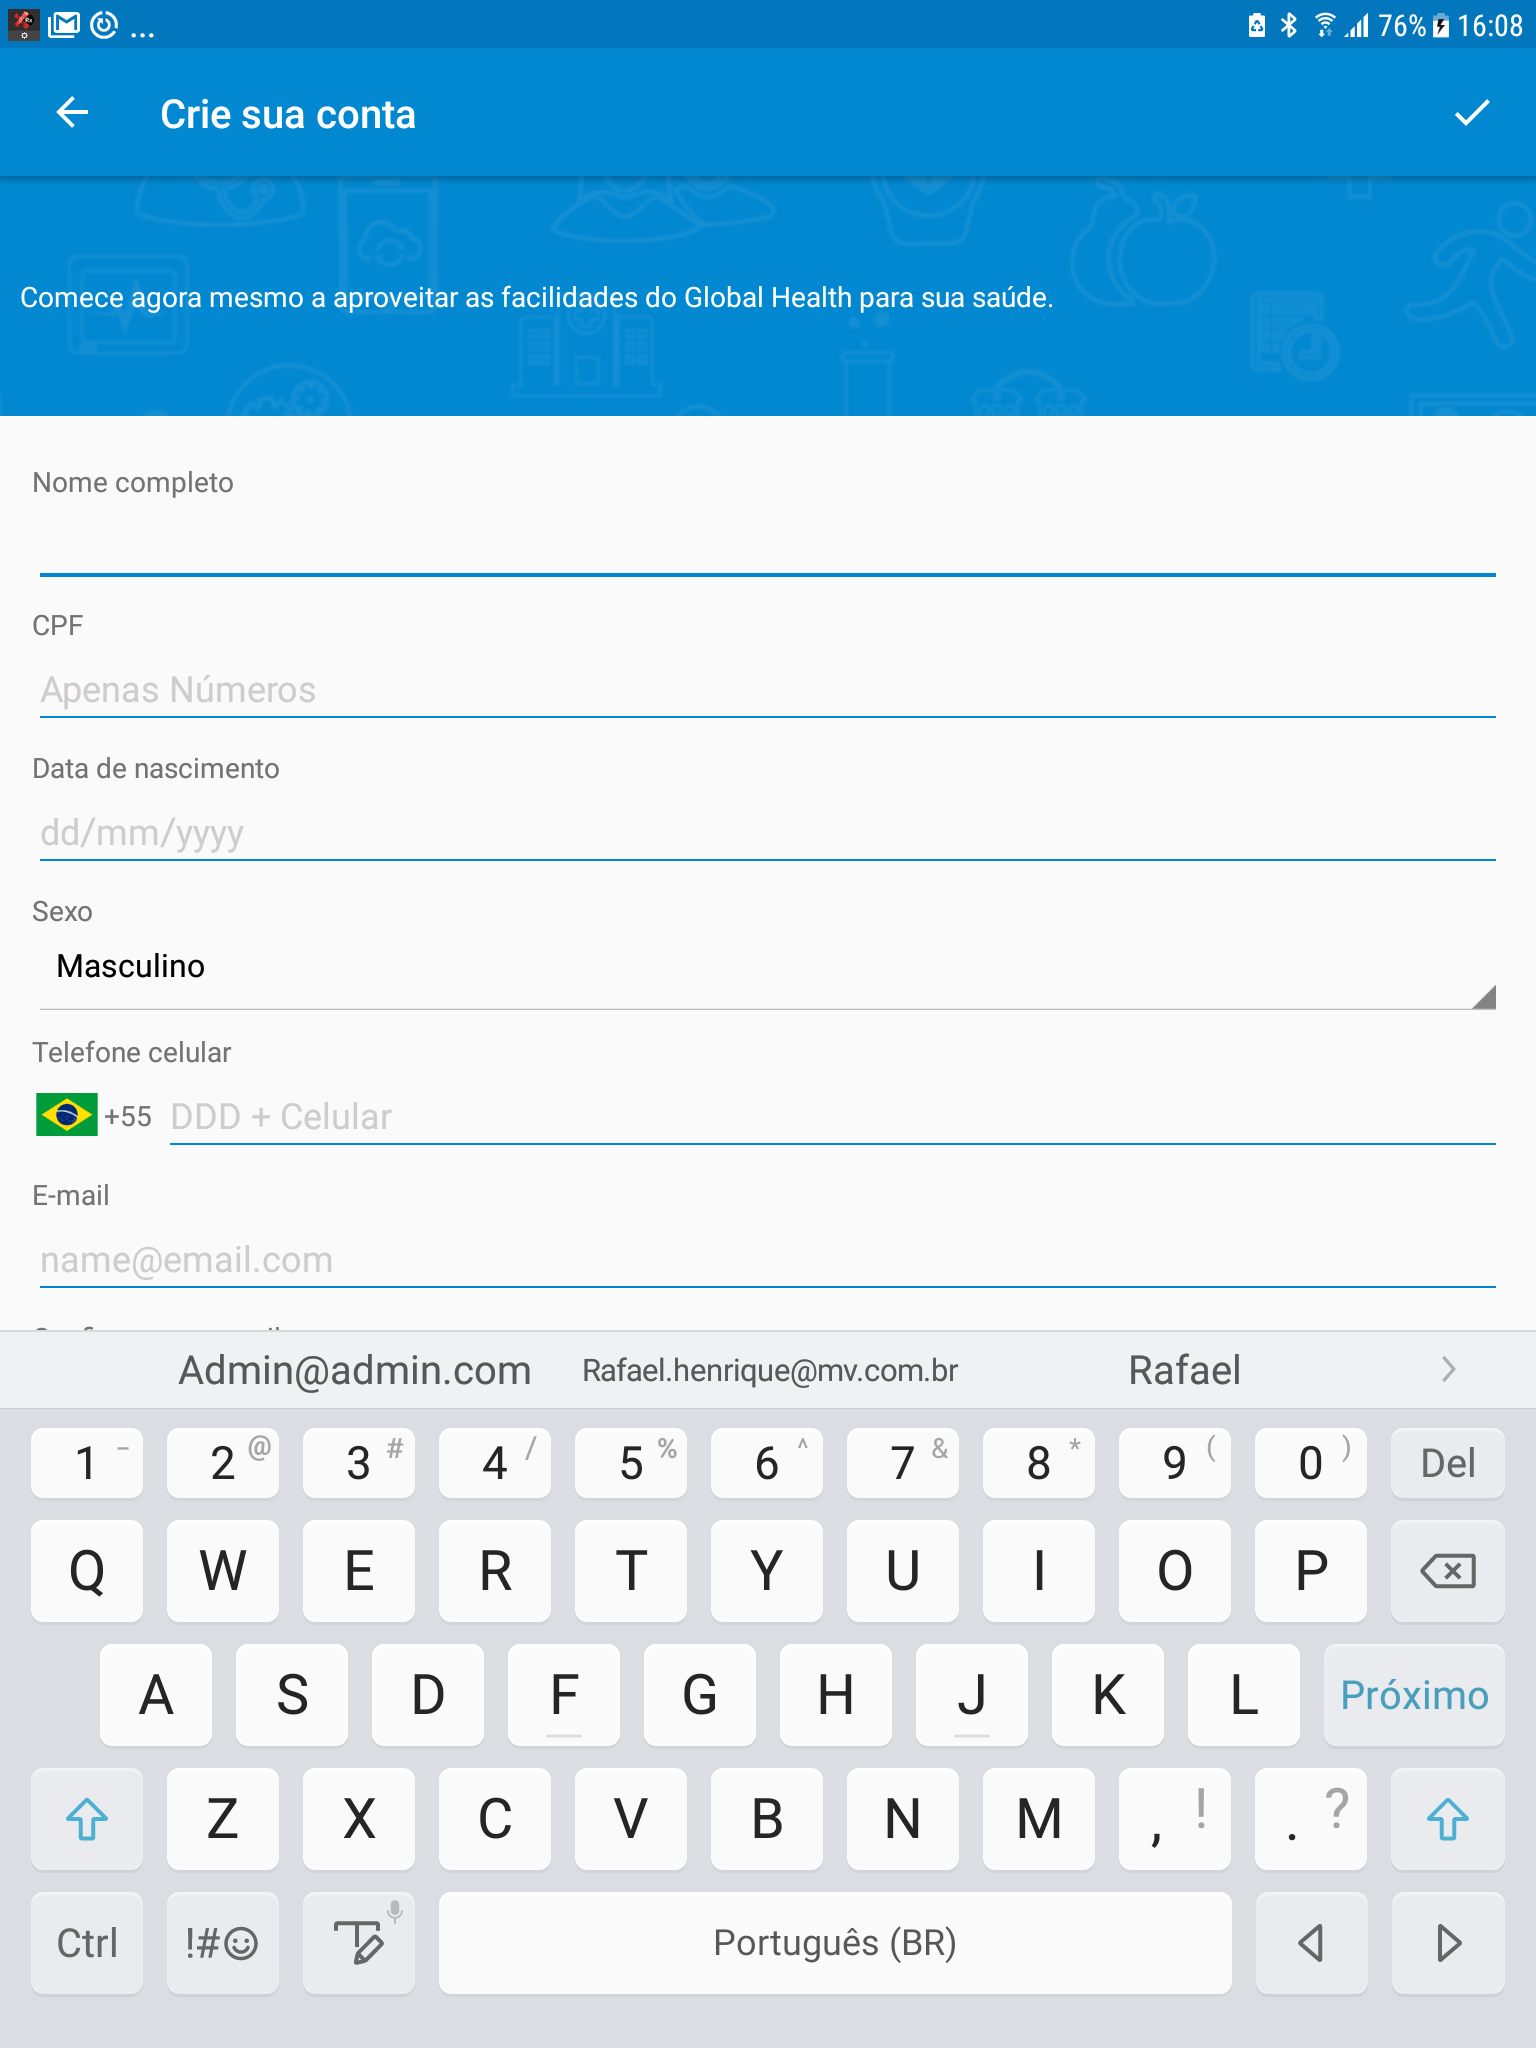 ... 76% 16:08
Crie sua conta
Comece agora mesmo a aproveitar as facilidades do Global Health para sua saúde.
Nome completo
CPF
Apenas Números
Data de nascimento
dd/mm/yyyy
Sexo
Masculino
Telefone celular
+55 DDD + Celular
E-mail
name@email.com
Admin@admin.com Rafael.henrique@mv.com.br Rafael
1 - 2 @ 3 # 4 / 5 % 6 ^ 7 & 8 * 9 ( 0 ) Del
Q W E R T Y U I O P
A S D F G H J K L Próximo
Z X C V B N M , ! . ?
Ctrl !#☺ Português (BR)